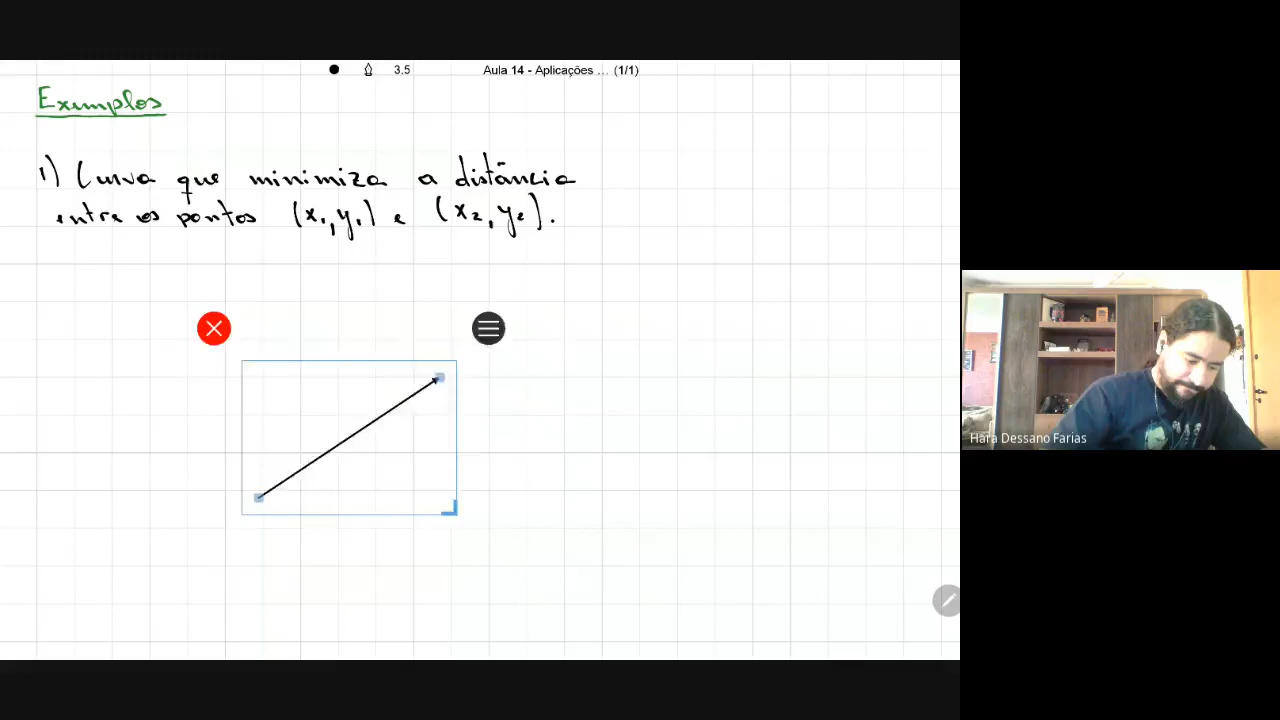 3.5 Aula 14 - Aplicações ... (1/1)
Exemplos
1) Curva que minimiza a distância
entre os pontos (x₁, y₁) e (x₂, y₂).
Hara Dessano Farias